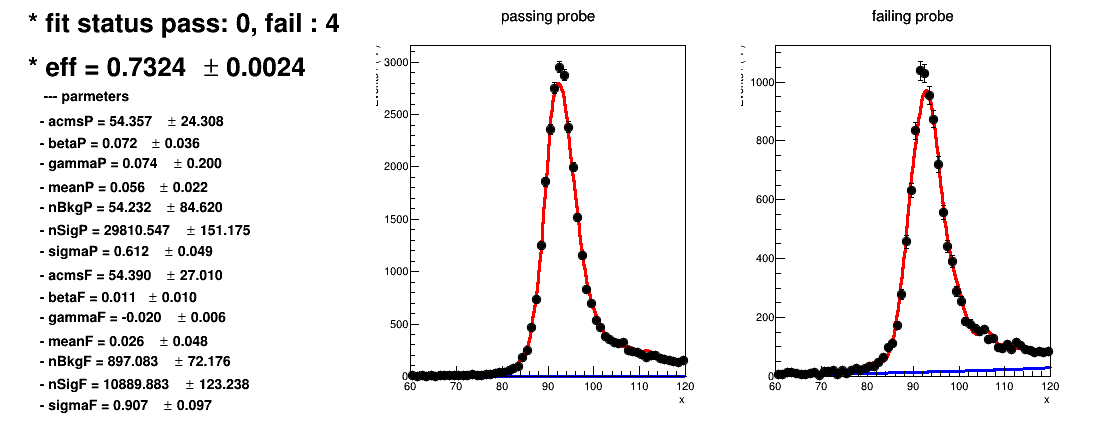 * fit status pass: 0, fail : 4
* eff = 0.7324 ± 0.0024
--- parmeters
- acmsP = 54.357 ± 24.308
- betaP = 0.072 ± 0.036
- gammaP = 0.074 ± 0.200
- meanP = 0.056 ± 0.022
- nBkgP = 54.232 ± 84.620
- nSigP = 29810.547 ± 151.175
- sigmaP = 0.612 ± 0.049
- acmsF = 54.390 ± 27.010
- betaF = 0.011 ± 0.010
- gammaF = -0.020 ± 0.006
- meanF = 0.026 ± 0.048
- nBkgF = 897.083 ± 72.176
- nSigF = 10889.883 ± 123.238
- sigmaF = 0.907 ± 0.097
passing probe
3000
2500
2000
1500
1000
500
0
60 70 80 90 100 110 120
x
failing probe
1000
800
600
400
200
0
60 70 80 90 100 110 120
x